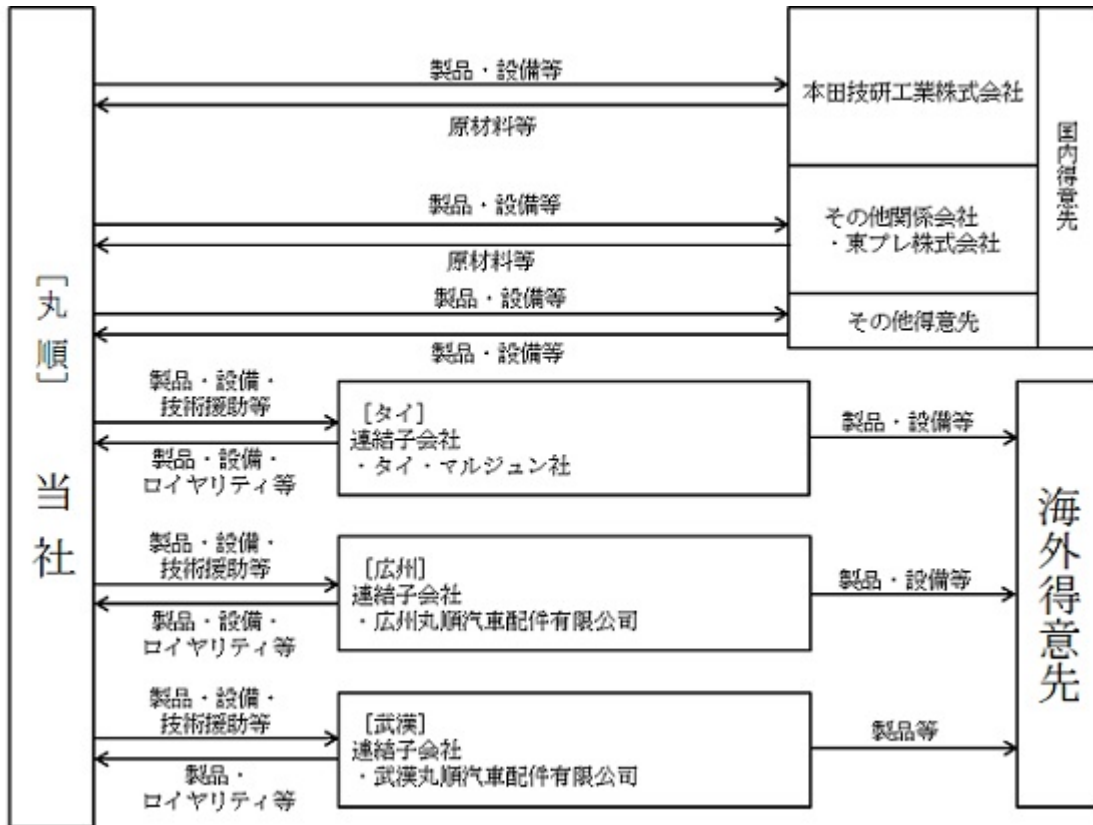 [丸順]
当社
製品・設備等
原材料等
本田技研工業株式会社
国内得意先
製品・設備等
原材料等
その他関係会社
・東プレ株式会社
製品・設備等
製品・設備等
その他得意先
製品・設備・
技術援助等
製品・設備・
ロイヤリティ等
[タイ]
連結子会社
・タイ・マルジュン社
製品・設備等
製品・設備・
技術援助等
製品・設備・
ロイヤリティ等
[広州]
連結子会社
・広州丸順汽車配件有限公司
製品・設備等
製品・設備・
技術援助等
製品・
ロイヤリティ等
[武漢]
連結子会社
・武漢丸順汽車配件有限公司
製品等
海外得意先